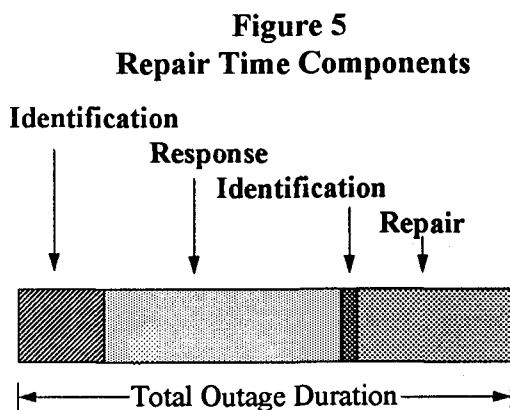 Figure 5
Repair Time Components
Identification
Response
Identification
Repair
Total Outage Duration